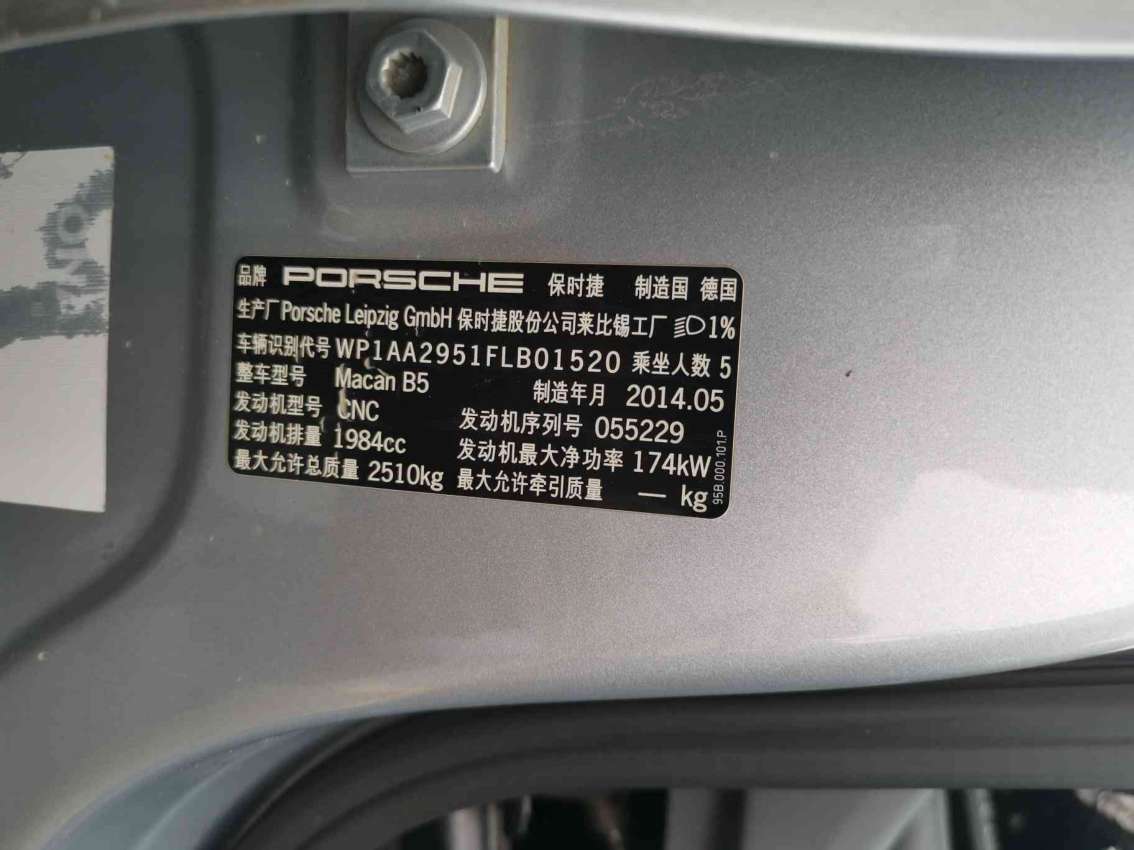 品牌 PORSCHE 保时捷 制造国 德国
生产厂 Porsche Leipzig GmbH 保时捷股份公司莱比锡工厂 1%
车辆识别代号 WP1AA2951FLB01520 乘坐人数 5
整车型号 Macan B5 制造年月 2014.05
发动机型号 CNC 发动机序列号 055229
发动机排量 1984cc 发动机最大净功率 174kW
最大允许总质量 2510kg 最大允许牵引质量 — kg
95B.000.101.P